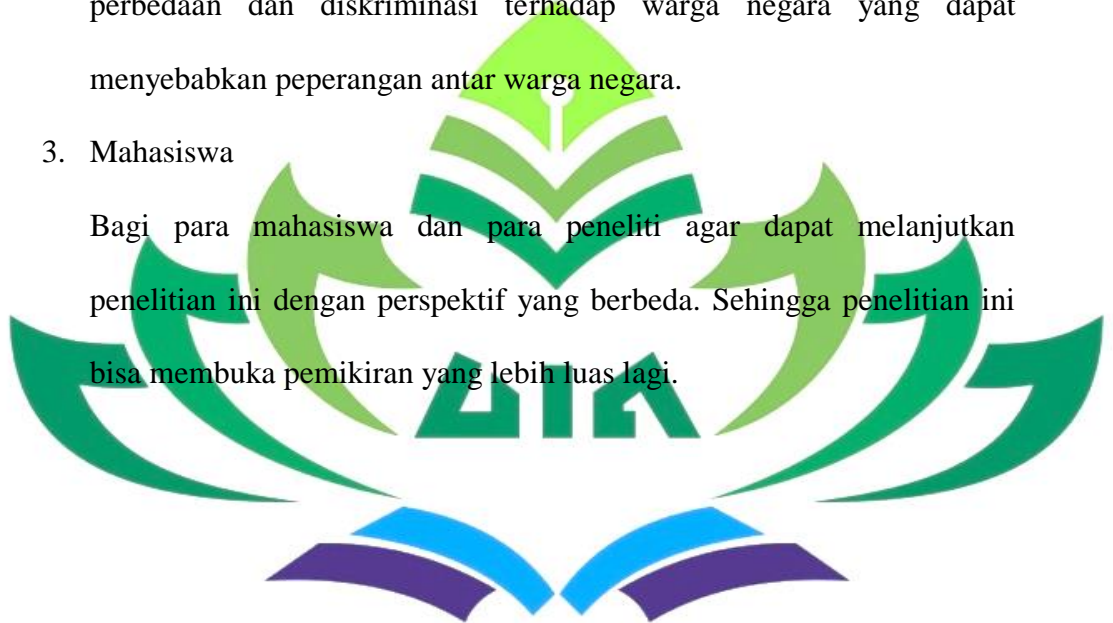 perbedaan dan diskriminasi terhadap warga negara yang dapat
menyebabkan peperangan antar warga negara.
3. Mahasiswa
Bagi para mahasiswa dan para peneliti agar dapat melanjutkan
penelitian ini dengan perspektif yang berbeda. Sehingga penelitian ini
bisa membuka pemikiran yang lebih luas lagi.